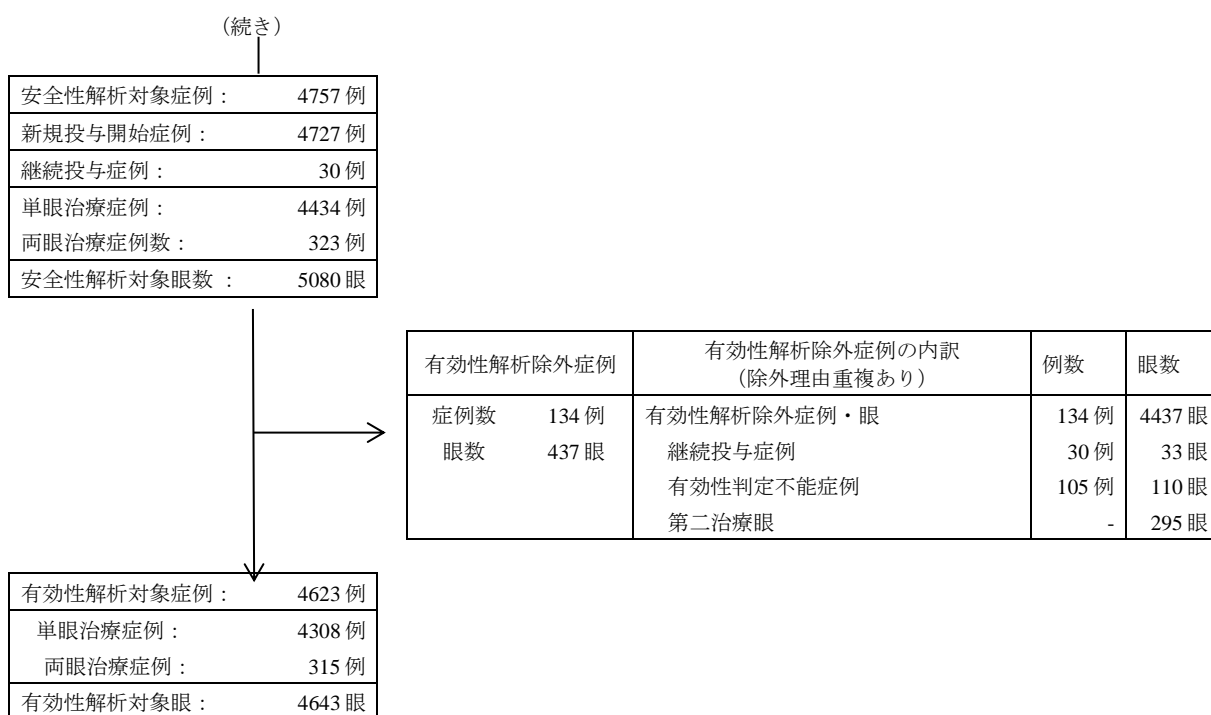 (続き)
安全性解析対象症例： 4757 例
新規投与開始症例： 4727 例
継続投与症例： 30 例
単眼治療症例： 4434 例
両眼治療症例数： 323 例
安全性解析対象眼数 ： 5080 眼
有効性解析除外症例 有効性解析除外症例の内訳 (除外理由重複あり) 例数 眼数
症例数 134 例 有効性解析除外症例・眼 134 例 4437 眼
眼数 437 眼 継続投与症例 30 例 33 眼
有効性判定不能症例 105 例 110 眼
第二治療眼 - 295 眼
有効性解析対象症例： 4623 例
単眼治療症例： 4308 例
両眼治療症例： 315 例
有効性解析対象眼： 4643 眼